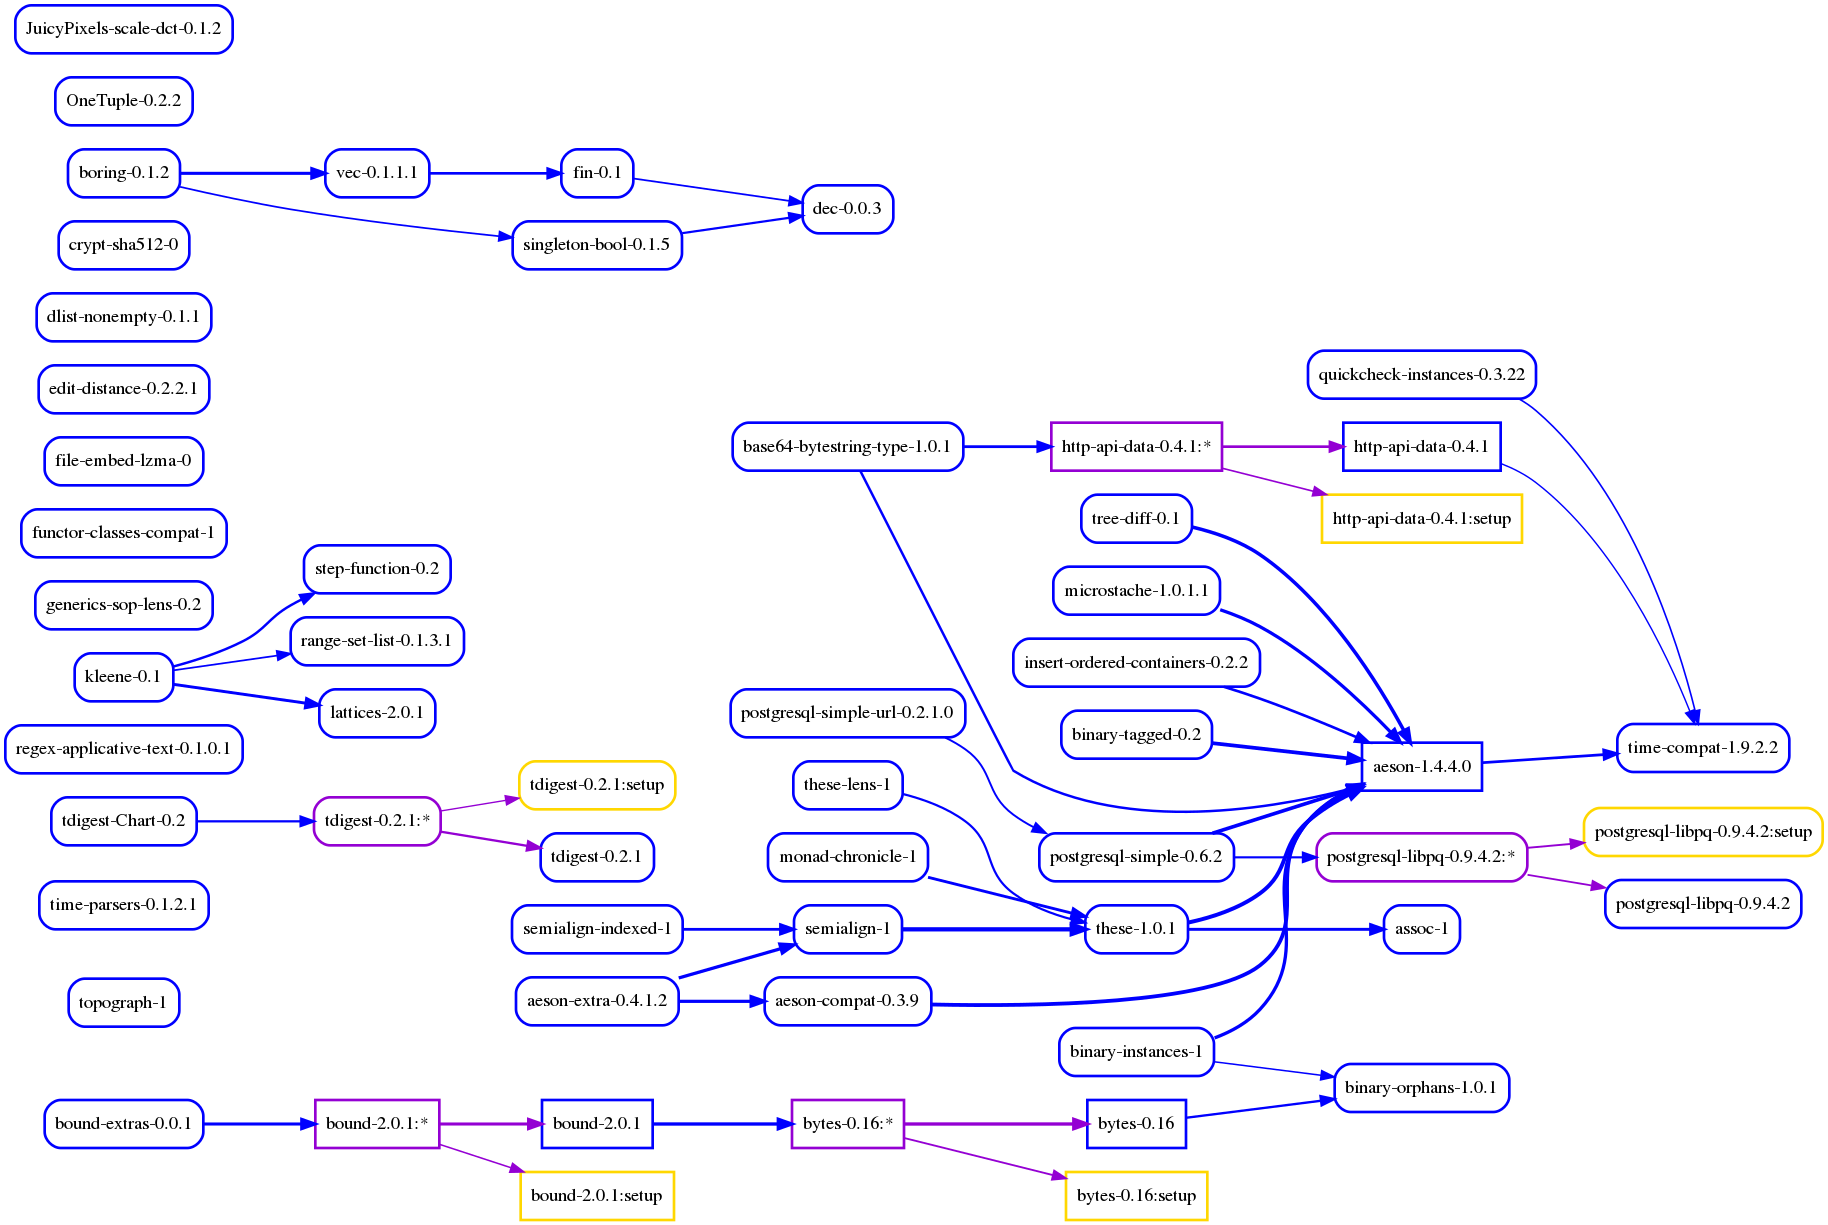 JuicyPixels-scale-dct-0.1.2
OneTuple-0.2.2
boring-0.1.2
vec-0.1.1.1
fin-0.1
dec-0.0.3
crypt-sha512-0
singleton-bool-0.1.5
dlist-nonempty-0.1.1
edit-distance-0.2.2.1
quickcheck-instances-0.3.22
file-embed-lzma-0
base64-bytestring-type-1.0.1
http-api-data-0.4.1:*
http-api-data-0.4.1
functor-classes-compat-1
tree-diff-0.1
http-api-data-0.4.1:setup
step-function-0.2
generics-sop-lens-0.2
microstache-1.0.1.1
range-set-list-0.1.3.1
kleene-0.1
insert-ordered-containers-0.2.2
lattices-2.0.1
postgresql-simple-url-0.2.1.0
regex-applicative-text-0.1.0.1
binary-tagged-0.2
aeson-1.4.4.0
time-compat-1.9.2.2
tdigest-0.2.1:setup
these-lens-1
tdigest-Chart-0.2
tdigest-0.2.1:*
postgresql-libpq-0.9.4.2:setup
tdigest-0.2.1
monad-chronicle-1
postgresql-simple-0.6.2
postgresql-libpq-0.9.4.2:*
time-parsers-0.1.2.1
postgresql-libpq-0.9.4.2
semialign-indexed-1
semialign-1
these-1.0.1
assoc-1
topograph-1
aeson-extra-0.4.1.2
aeson-compat-0.3.9
binary-instances-1
binary-orphans-1.0.1
bound-extras-0.0.1
bound-2.0.1:*
bound-2.0.1
bytes-0.16:*
bytes-0.16
bound-2.0.1:setup
bytes-0.16:setup